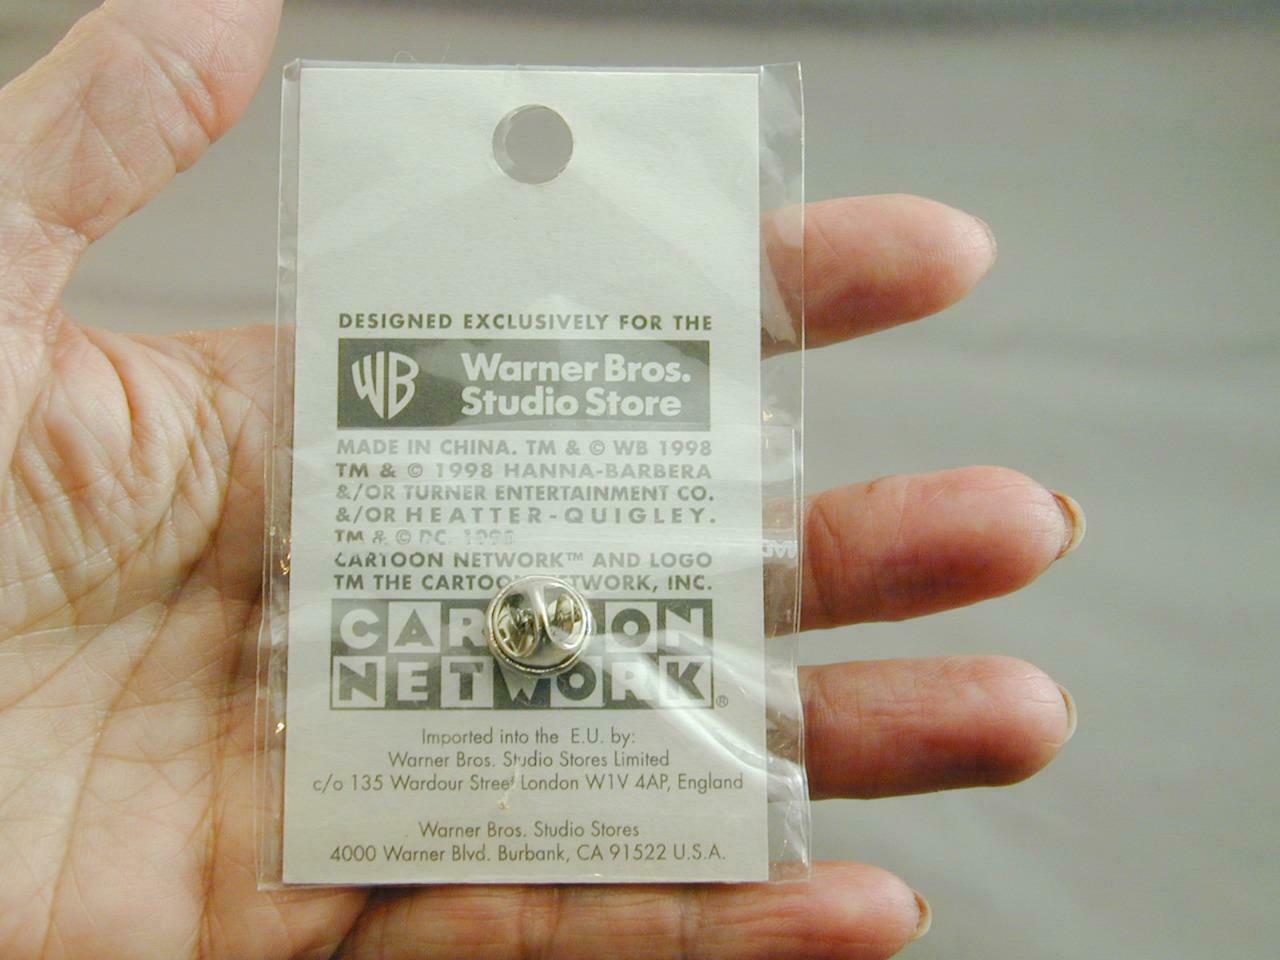 DESIGNED EXCLUSIVELY FOR THE
WB Warner Bros.
Studio Store
MADE IN CHINA. TM & © WB 1998
TM & © 1998 HANNA-BARBERA
&/OR TURNER ENTERTAINMENT CO.
&/OR HEATTER-QUIGLEY.
TM & © DC. 1998
CARTOON NETWORK™ AND LOGO
TM THE CARTOON NETWORK, INC.
CARTOON
NETWORK®
Imported into the E.U. by:
Warner Bros. Studio Stores Limited
c/o 135 Wardour Street London W1V 4AP, England
Warner Bros. Studio Stores
4000 Warner Blvd. Burbank, CA 91522 U.S.A.